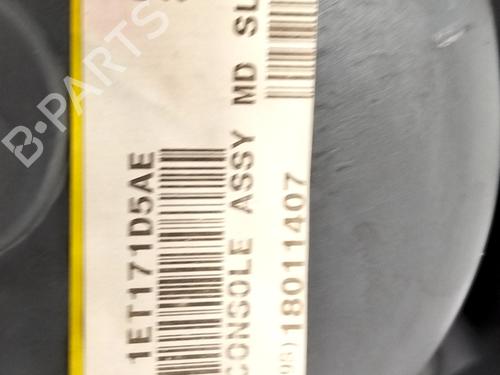 1ET171D5AE
CONSOLE ASSY MD SL
18011407
B-PARTS